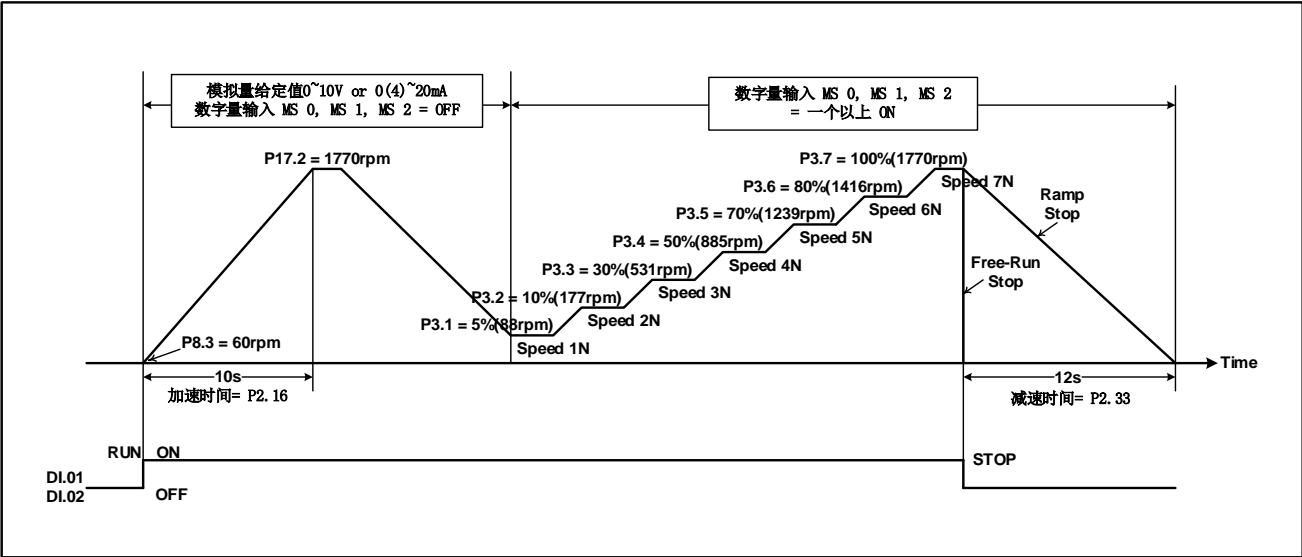 模拟量给定值0~10V or 0(4)~20mA
数字量输入 MS 0, MS 1, MS 2 = OFF
数字量输入 MS 0, MS 1, MS 2
= 一个以上 ON
P17.2 = 1770rpm
P3.7 = 100%(1770rpm)
Speed 7N
P3.6 = 80%(1416rpm)
Speed 6N
P3.5 = 70%(1239rpm)
Speed 5N
P3.4 = 50%(885rpm)
Speed 4N
P3.3 = 30%(531rpm)
Speed 3N
P3.2 = 10%(177rpm)
Speed 2N
P3.1 = 5%(88rpm)
Speed 1N
Ramp
Stop
Free-Run
Stop
P8.3 = 60rpm
Time
10s
加速时间= P2.16
12s
减速时间= P2.33
RUN ON
STOP
DI.01
DI.02
OFF